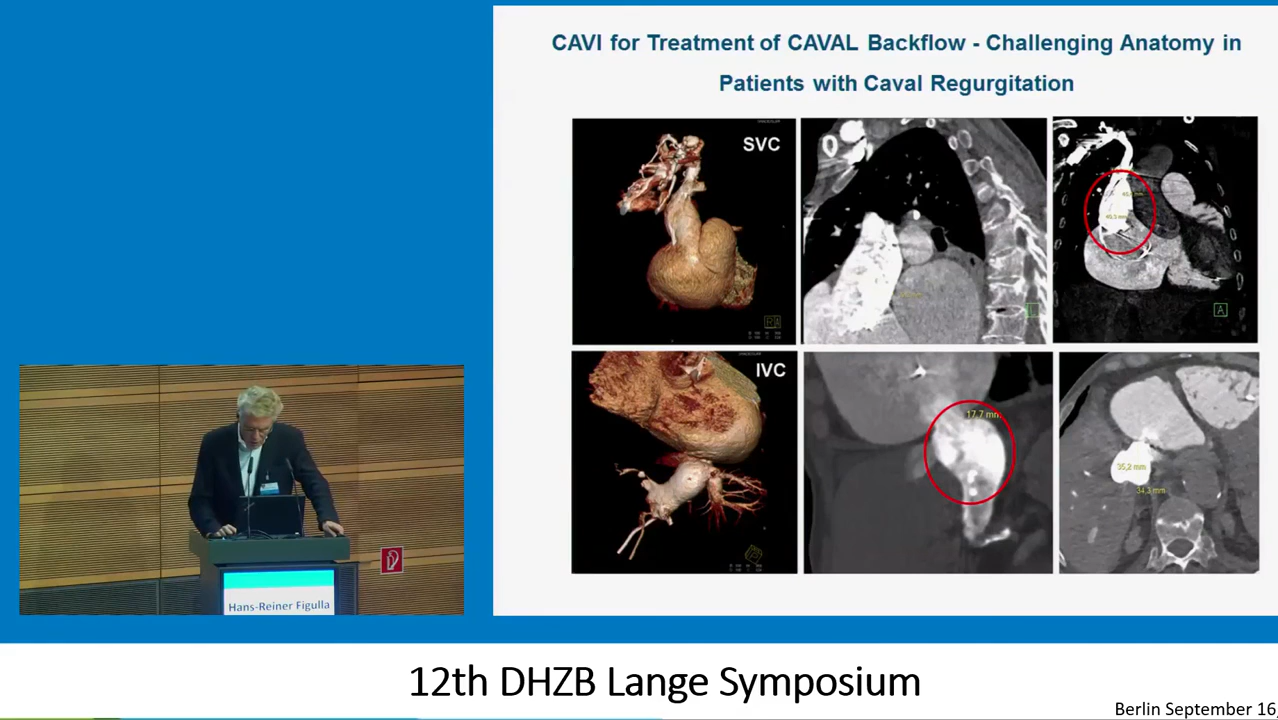 CAVI for Treatment of CAVAL Backflow - Challenging Anatomy in
Patients with Caval Regurgitation
SVC
IVC
17,7 mm
35,2 mm
34,3 mm
A
Hans-Reiner Figulla
12th DHZB Lange Symposium
Berlin September 16,